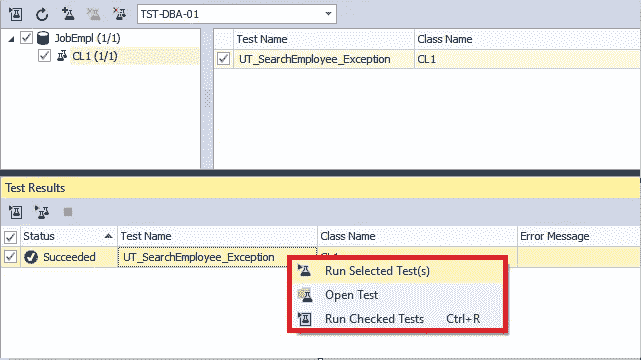 TST-DBA-01
JobEmpl (1/1)
CL1 (1/1)
Test Name Class Name
UT_SearchEmployee_Exception CL1
Test Results
Status Test Name Class Name Error Message
Succeeded UT_SearchEmployee_Exception
Run Selected Test(s)
Open Test
Run Checked Tests Ctrl+R